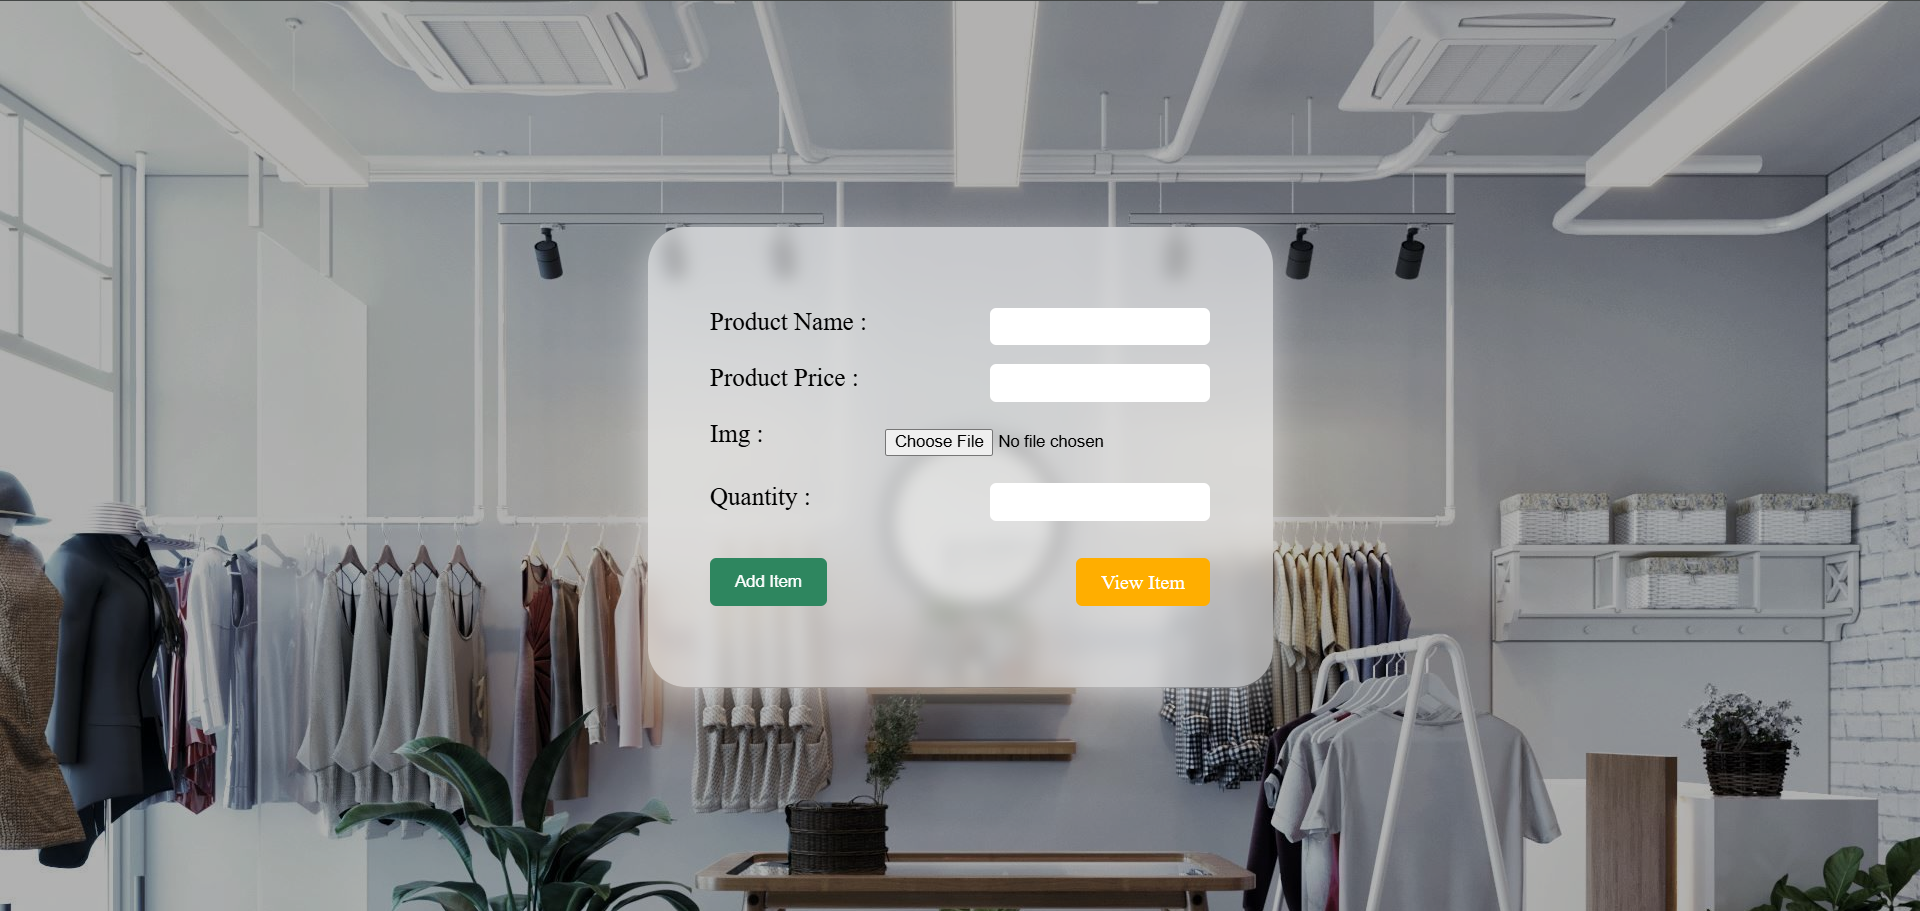 Product Name :
Product Price :
Img :
Choose File No file chosen
Quantity :
Add Item
View Item